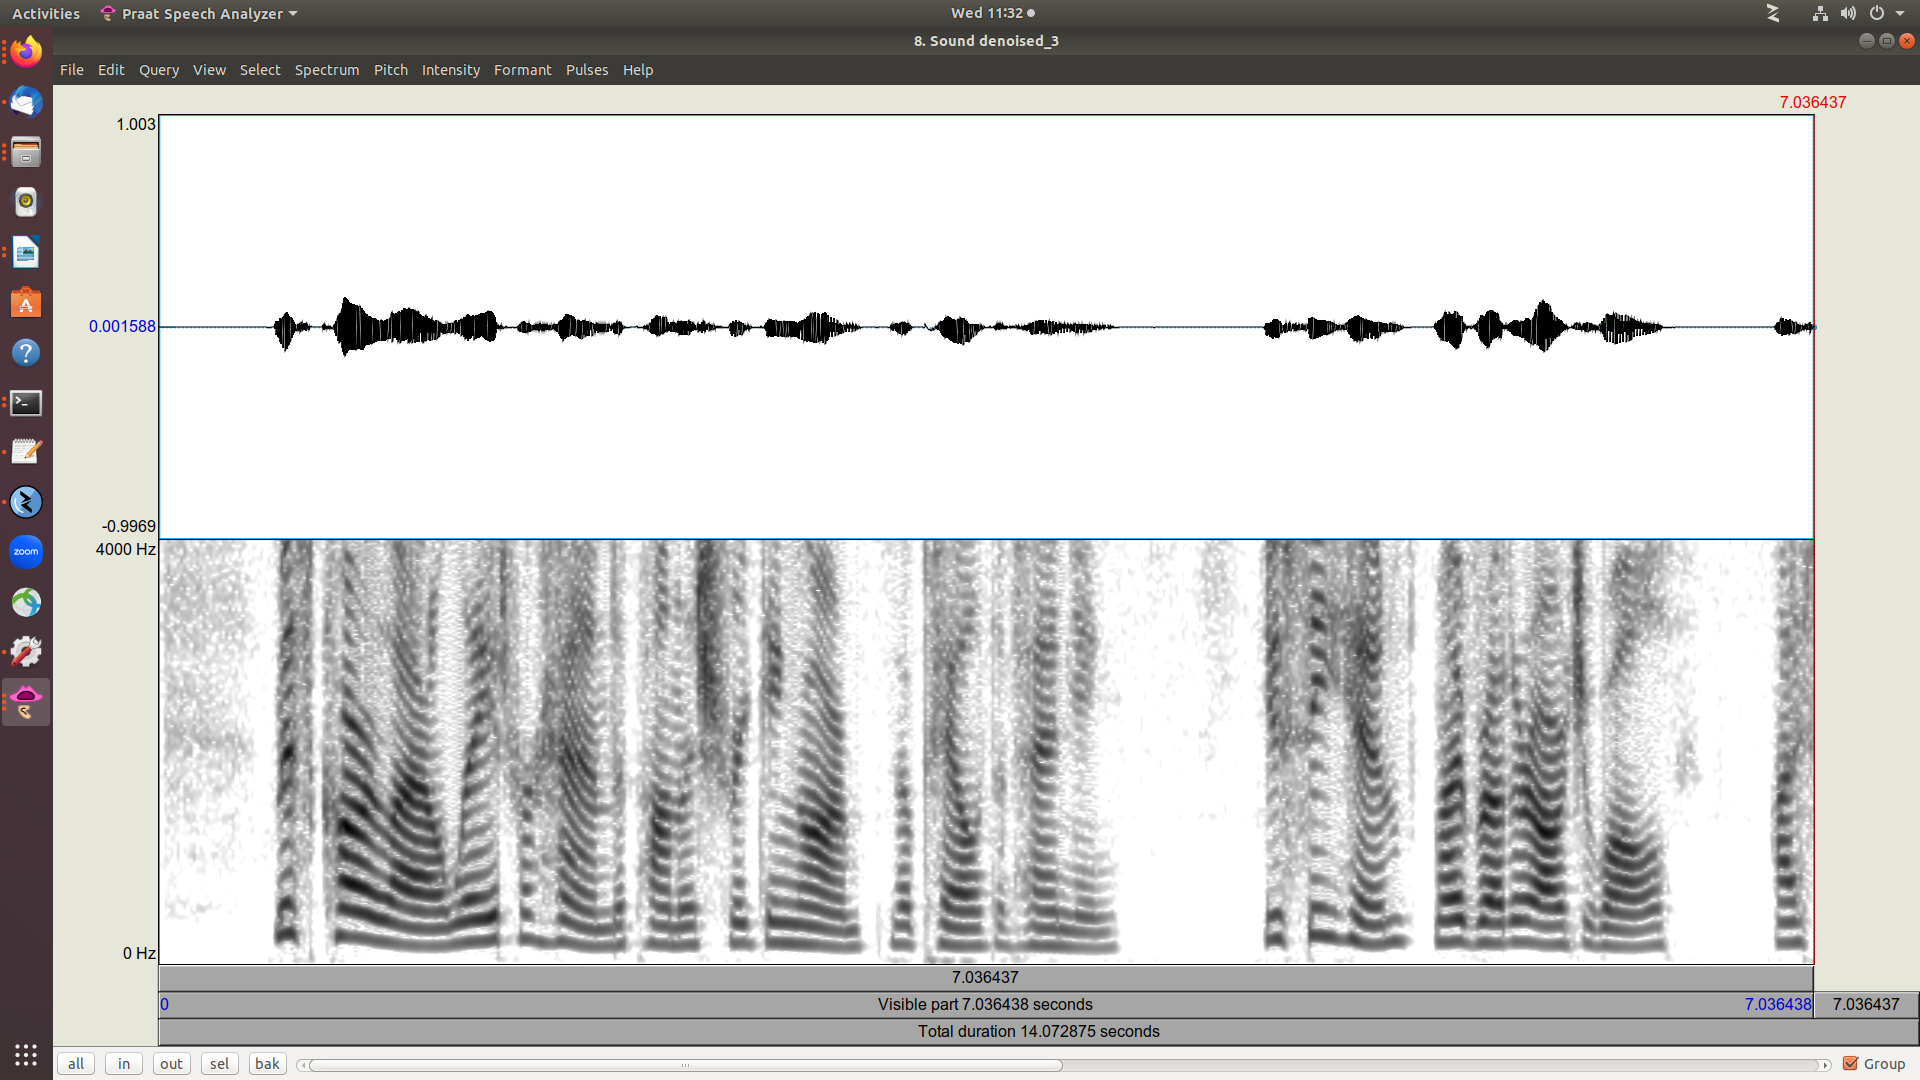 Activities Praat Speech Analyzer Wed 11:32
8. Sound denoised_3
File Edit Query View Select Spectrum Pitch Intensity Formant Pulses Help
7.036437
1.003
0.001588
-0.9969
4000 Hz
0 Hz
7.036437
0 Visible part 7.036438 seconds 7.036438 7.036437
Total duration 14.072875 seconds
all in out sel bak Group
zoom